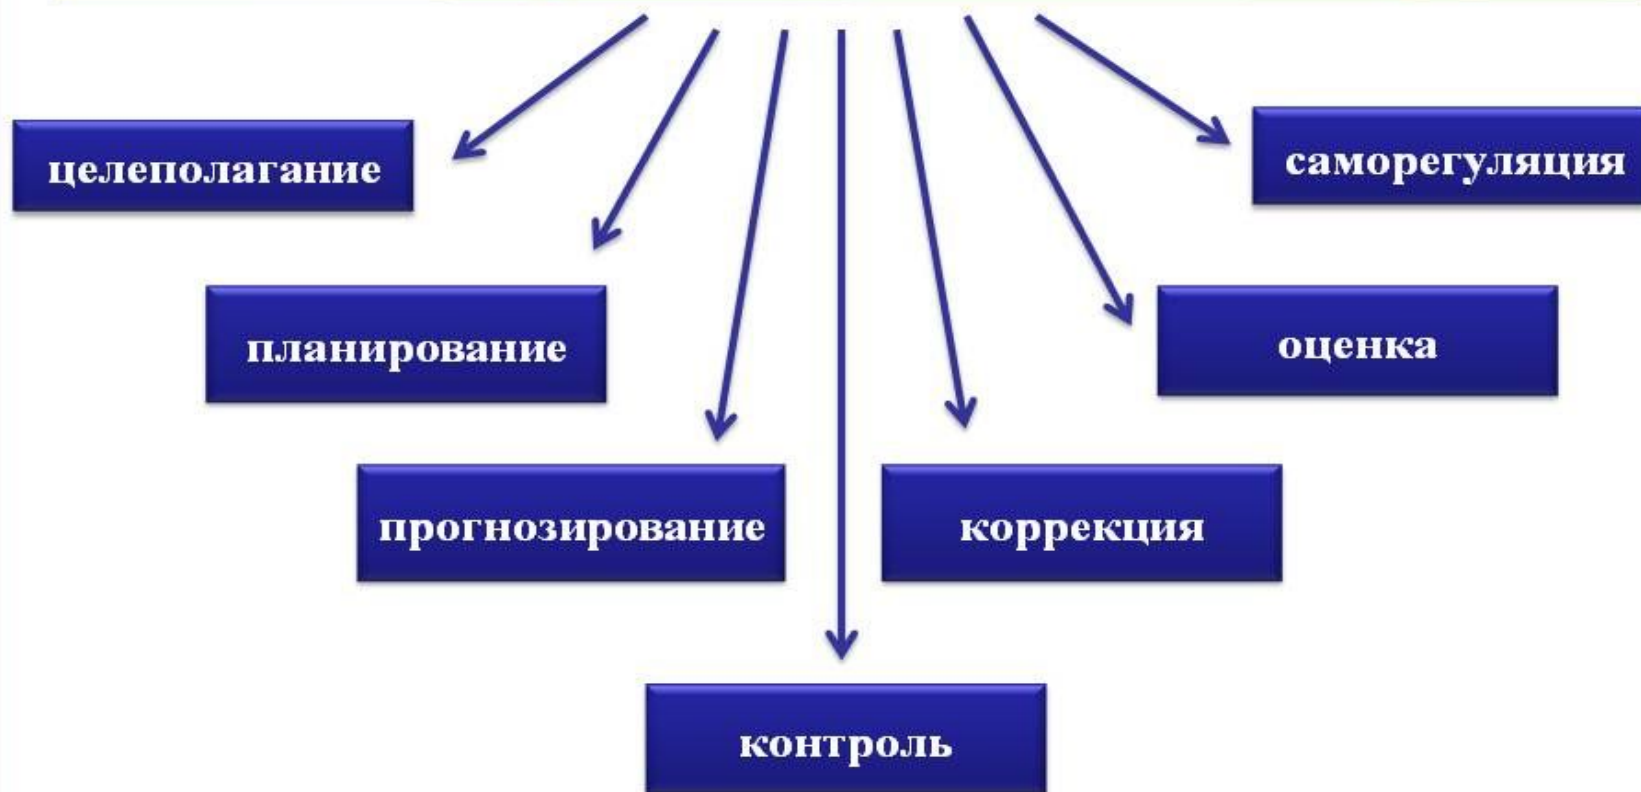 целеполагание
саморегуляция
планирование
оценка
прогнозирование
коррекция
контроль